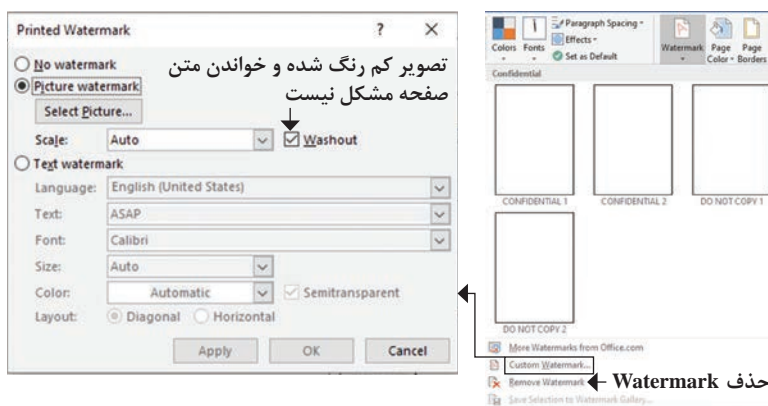 Printed Watermark ? ×
No watermark
Picture watermark
تصویر کم رنگ شده و خواندن متن
صفحه مشکل نیست
Select Picture...
Scale: Auto Washout
Text watermark
Language: English (United States)
Text: ASAP
Font: Calibri
Size: Auto
Color: Automatic Semitransparent
Layout: Diagonal Horizontal
Apply OK Cancel
Colors Fonts
Paragraph Spacing
Effects
Set as Default
Watermark Page Color Page Borders
Confidential
CONFIDENTIAL 1 CONFIDENTIAL 2 DO NOT COPY 1
DO NOT COPY 2
More Watermarks from Office.com
Custom Watermark...
Remove Watermark
حذف Watermark
Save Selection to Watermark Gallery...